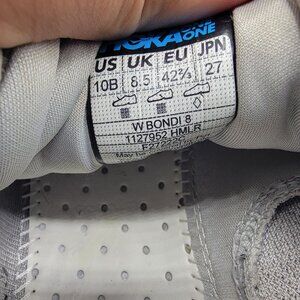 HOKA ONE ONE
US UK EU JPN
10B 8.5 42⅔ 27
W BONDI 8
1127952 HMLR